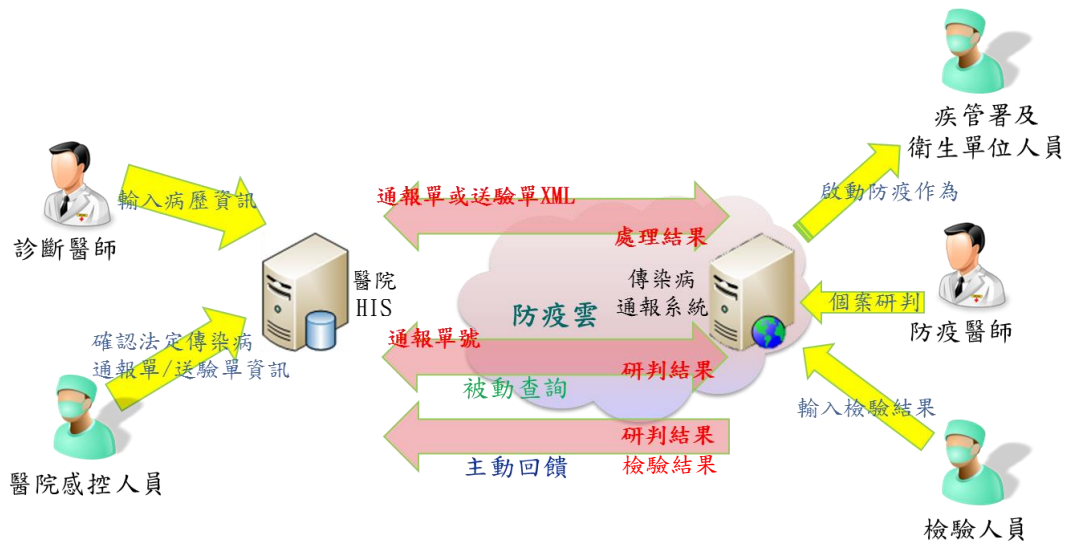 疾管署及
衛生單位人員
輸入病歷資訊
通報單或送驗單XML
啟動防疫作為
診斷醫師
處理結果
醫院
HIS
傳染病
通報系統
防疫雲
個案研判
防疫醫師
確認法定傳染病
通報單/送驗單資訊
通報單號
研判結果
被動查詢
輸入檢驗結果
研判結果
主動回饋
檢驗結果
醫院感控人員
檢驗人員